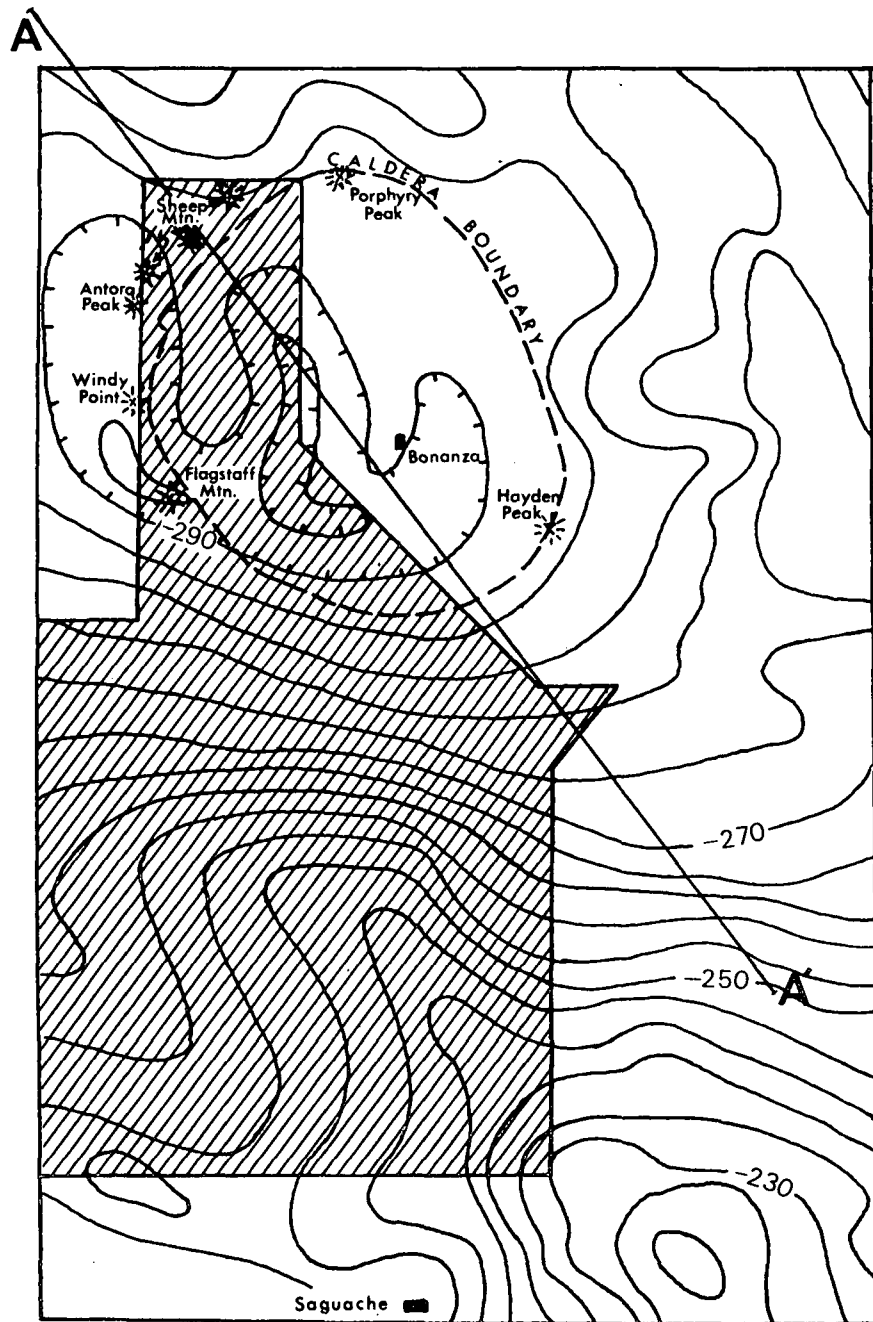 A
CALDERA BOUNDARY
Sheep
Mtn.
Porphyry
Peak
Antora
Peak
Windy
Point
Bonanza
Flagstaff
Mtn.
Hayden
Peak
-290
-270
-250
A'
-230
Saguache